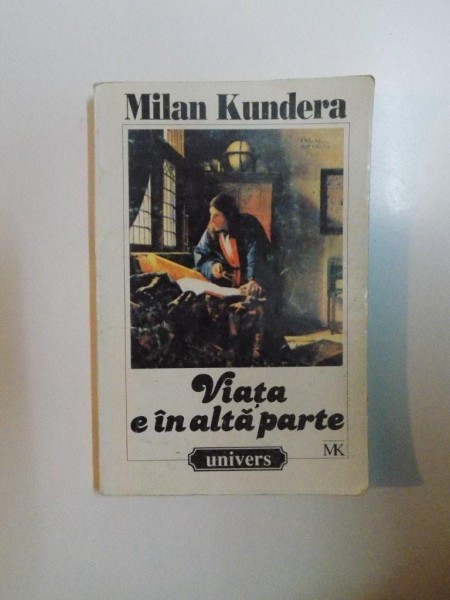 Milan Kundera
Viața
e în altă parte
univers
MK